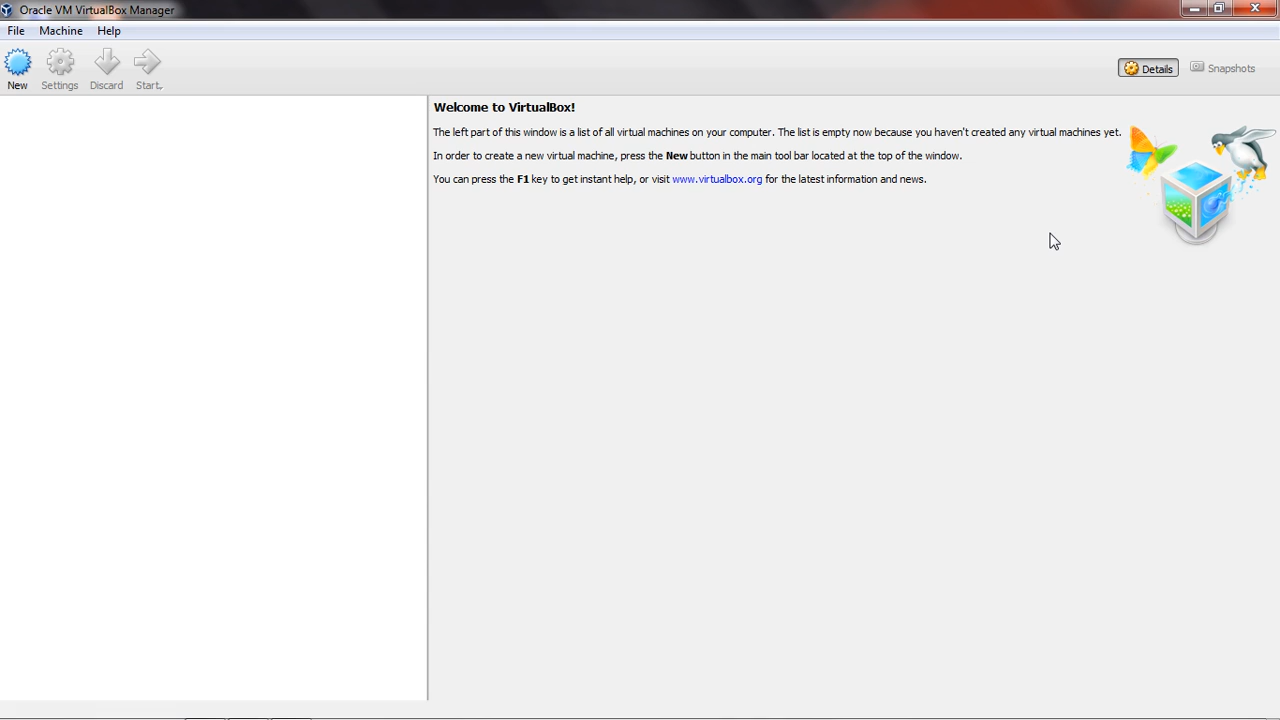 Oracle VM VirtualBox Manager
File Machine Help
New Settings Discard Start
Details Snapshots
Welcome to VirtualBox!
The left part of this window is a list of all virtual machines on your computer. The list is empty now because you haven't created any virtual machines yet.
In order to create a new virtual machine, press the New button in the main tool bar located at the top of the window.
You can press the F1 key to get instant help, or visit www.virtualbox.org for the latest information and news.